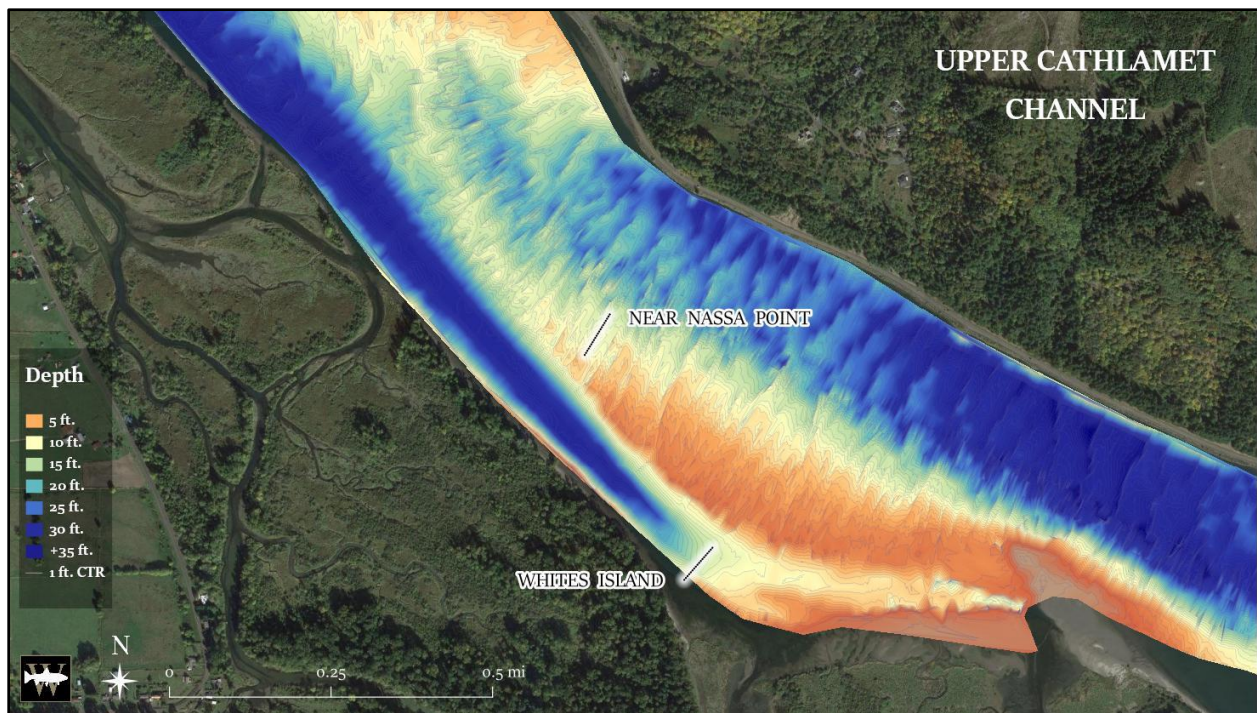 UPPER CATHLAMET
CHANNEL
NEAR NASSA POINT
WHITES ISLAND
Depth
5 ft.
10 ft.
15 ft.
20 ft.
25 ft.
30 ft.
+35 ft.
1 ft. CTR
N
0 0.25 0.5 mi
W